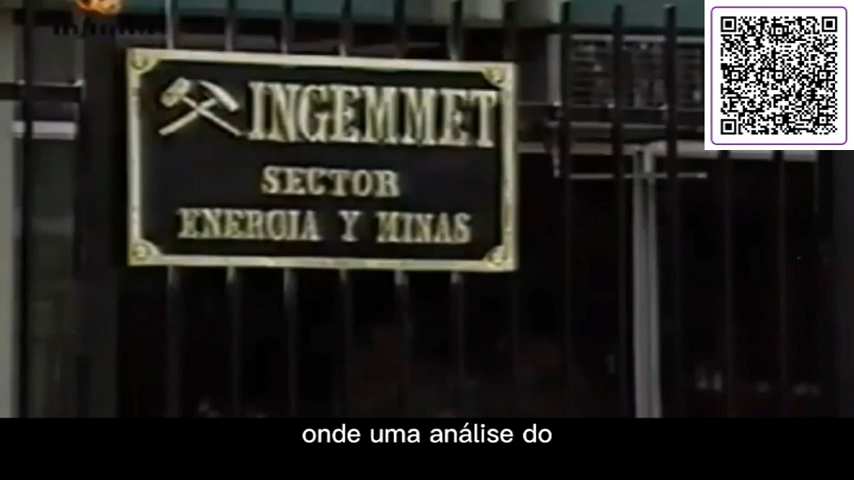 INGEMMET
SECTOR
ENERGIA Y MINAS
onde uma análise do